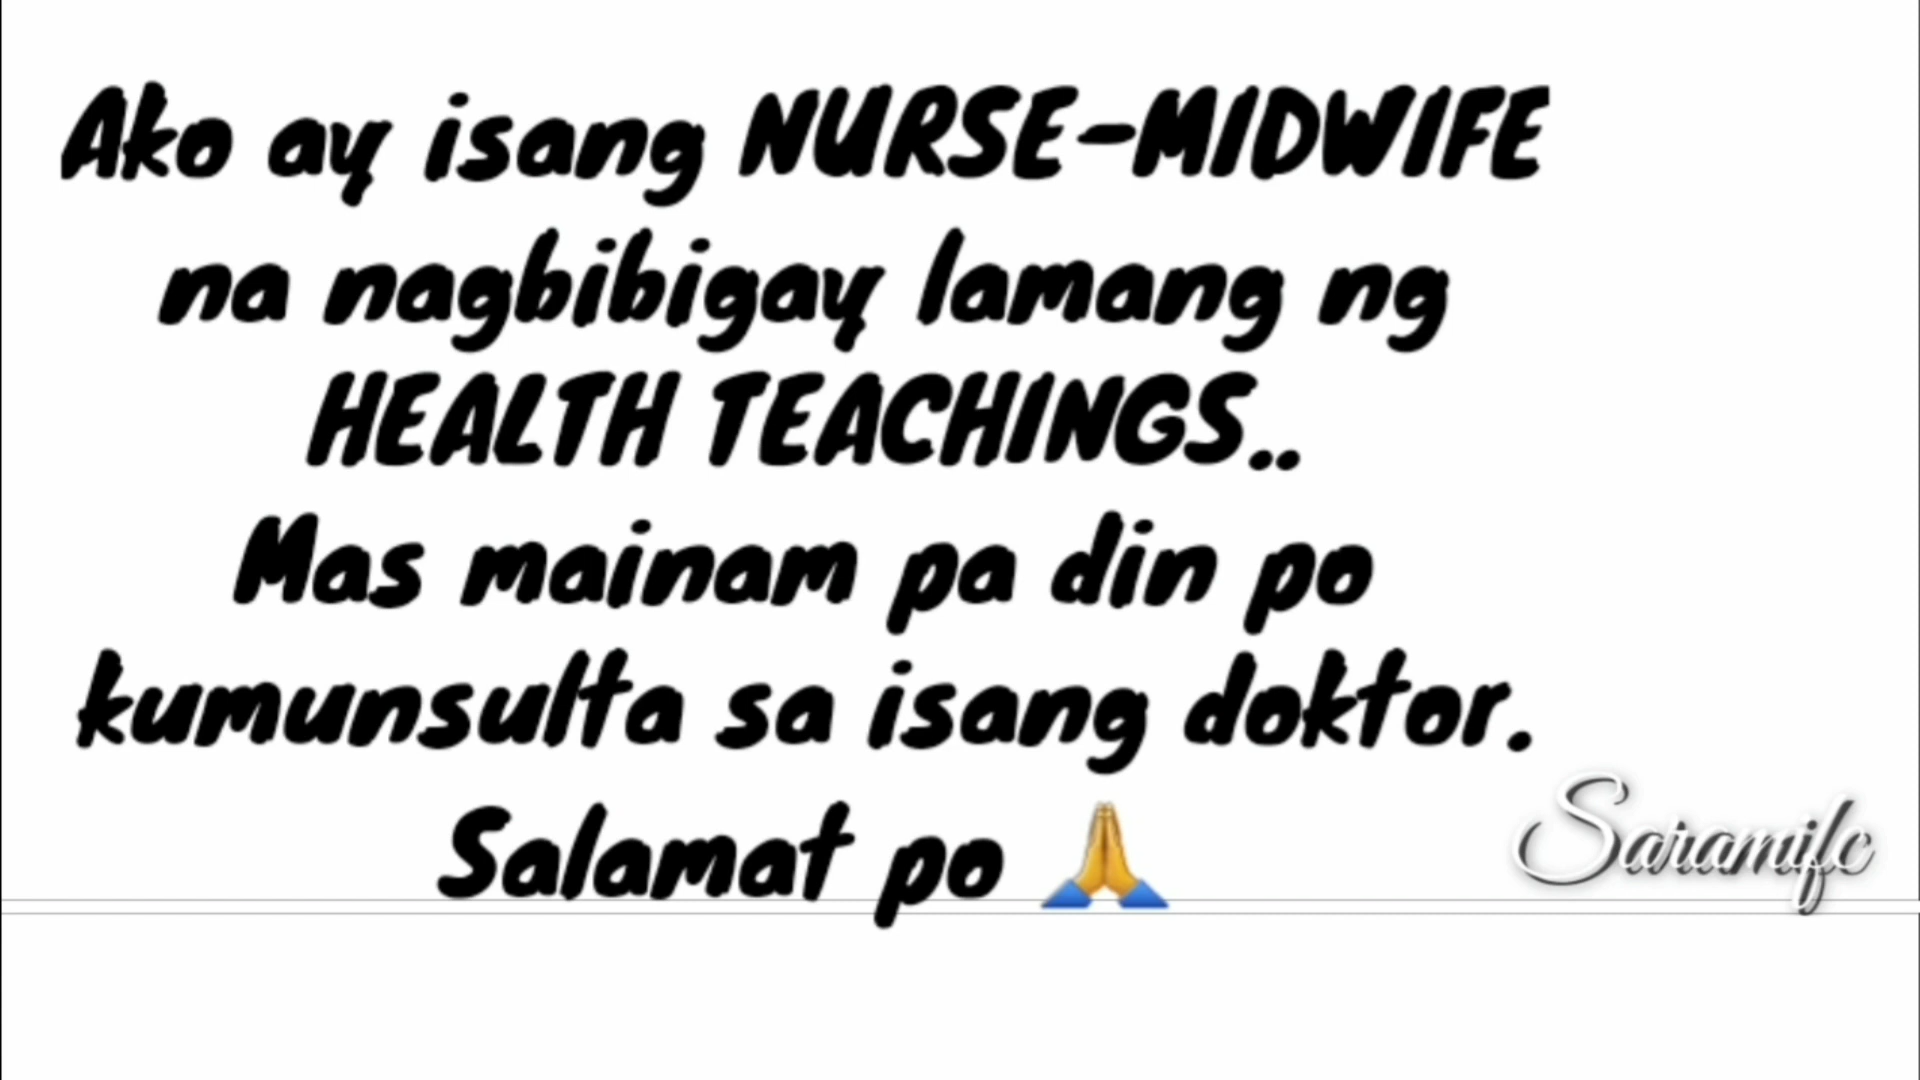 Ako ay isang NURSE-MIDWIFE
na nagbibigay lamang ng
HEALTH TEACHINGS..
Mas mainam pa din po
kumunsulta sa isang doktor.
Salamat po 🙏